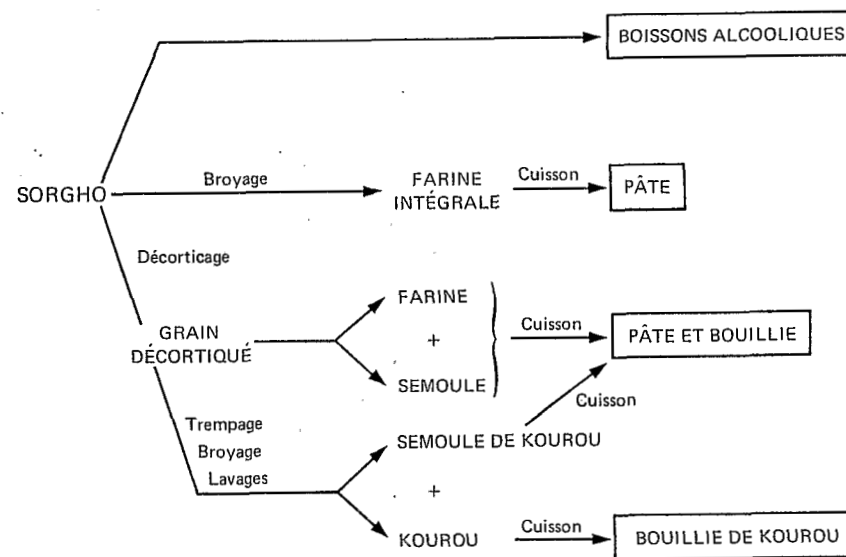 BOISSONS ALCOOLIQUES
SORGHO
Broyage
FARINE
INTÉGRALE
Cuisson
PÂTE
Décorticage
GRAIN
DÉCORTIQUÉ
FARINE
+
SEMOULE
Cuisson
PÂTE ET BOUILLIE
Cuisson
Trempage
Broyage
Lavages
SEMOULE DE KOUROU
+
KOUROU
Cuisson
BOUILLIE DE KOUROU